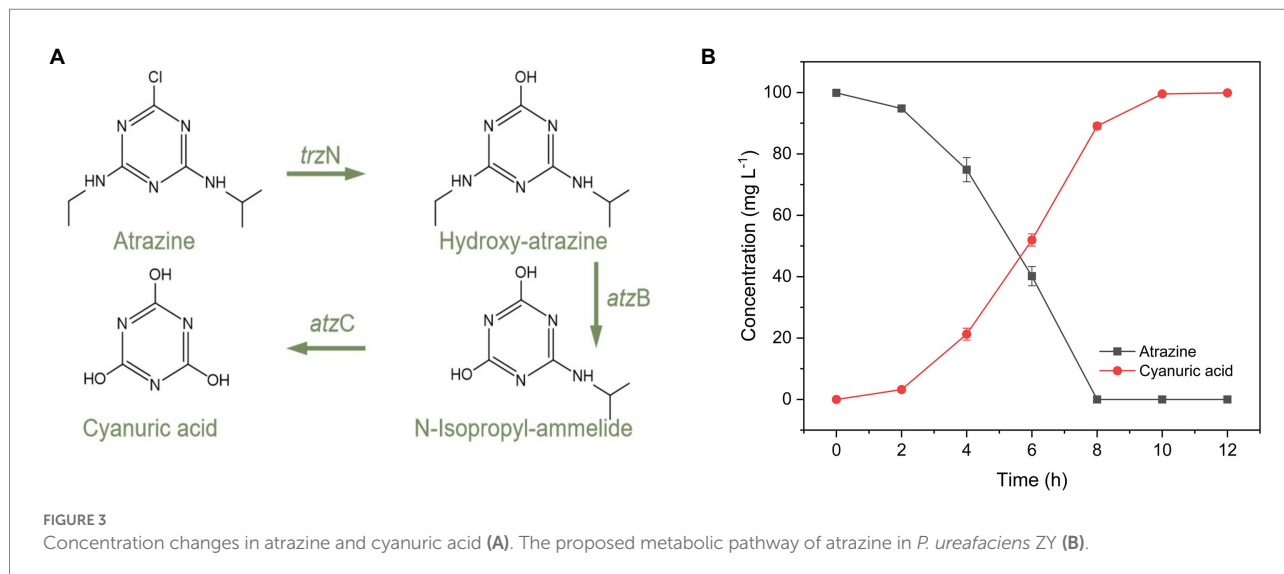 A
Cl
N
N
N
HN
NH
Atrazine
trzN
OH
N
N
N
HN
NH
Hydroxy-atrazine
atzB
OH
N
N
HO
N
NH
N-Isopropyl-ammelide
atzC
OH
N
N
HO
N
OH
Cyanuric acid
B
Concentration (mg L-1)
100
80
60
40
20
0
Atrazine
Cyanuric acid
0 2 4 6 8 10 12
Time (h)
FIGURE 3
Concentration changes in atrazine and cyanuric acid (A). The proposed metabolic pathway of atrazine in P. ureafaciens ZY (B).